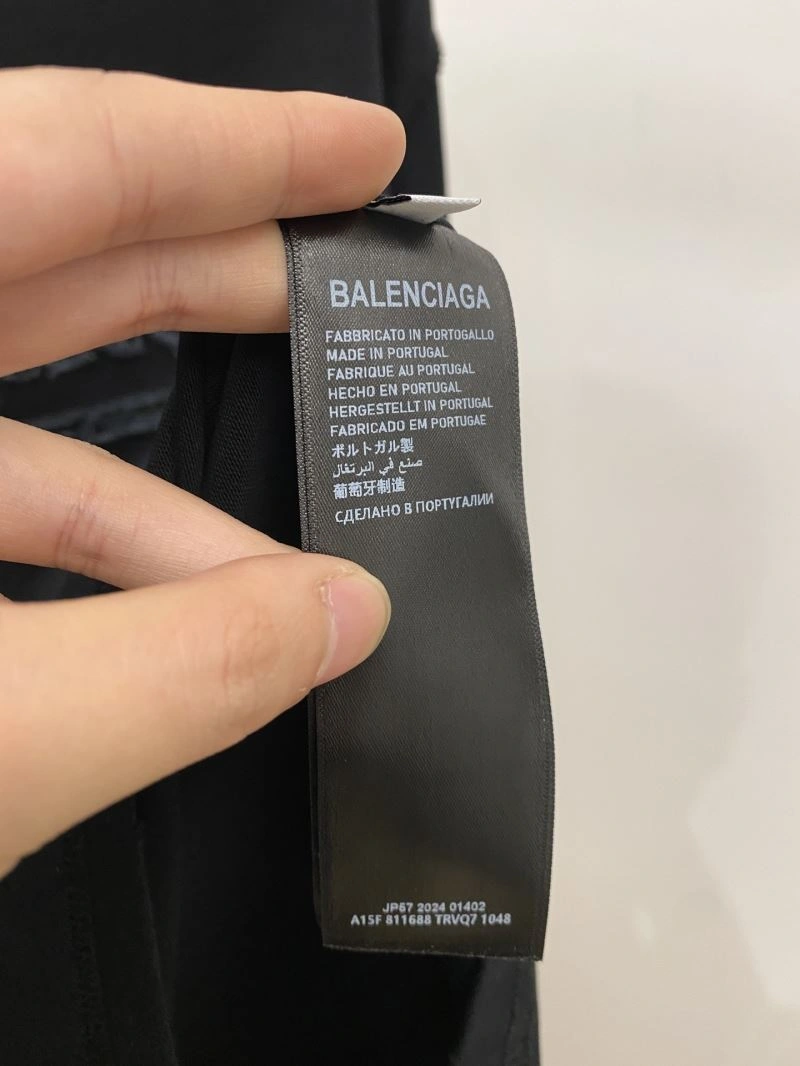 BALENCIAGA
FABBRICATO IN PORTOGALLO
MADE IN PORTUGAL
FABRIQUE AU PORTUGAL
HECHO EN PORTUGAL
HERGESTELLT IN PORTUGAL
FABRICADO EM PORTUGAE
ポルトガル製
صنع في البرتغال
葡萄牙制造
СДЕЛАНО В ПОРТУГАЛИИ
JP67 2024 01402
A15F 811688 TRVQ7 1048